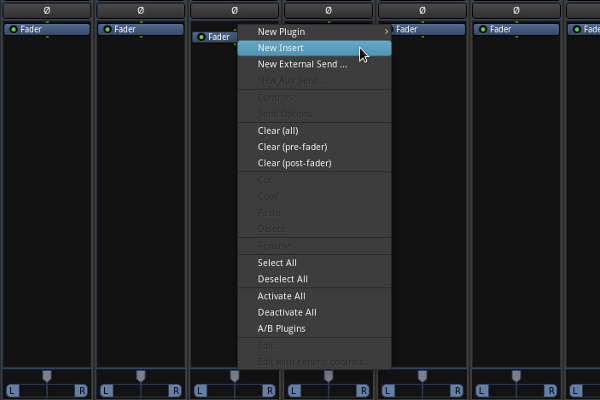 Ø Ø Ø Ø Ø Ø
Fader Fader Fader Fader Fader Fade
New Plugin
New Insert
New External Send ...
New Aux Send ...
Controls
Send Options
Clear (all)
Clear (pre-fader)
Clear (post-fader)
Cut
Copy
Paste
Delete
Rename
Select All
Deselect All
Activate All
Deactivate All
A/B Plugins
Edit...
Edit with generic controls...
L R L R L R L R L R L R L